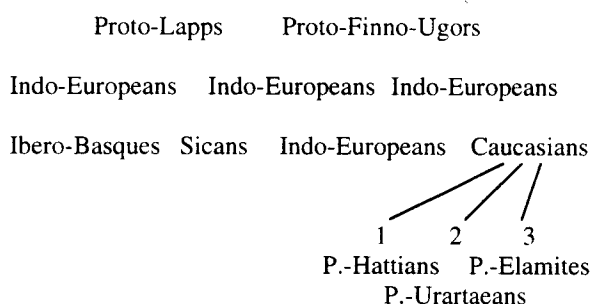 Proto-Lapps Proto-Finno-Ugors
Indo-Europeans Indo-Europeans Indo-Europeans
Ibero-Basques Sicans Indo-Europeans Caucasians
1 2 3
P.-Hattians P.-Elamites
P.-Urartaeans